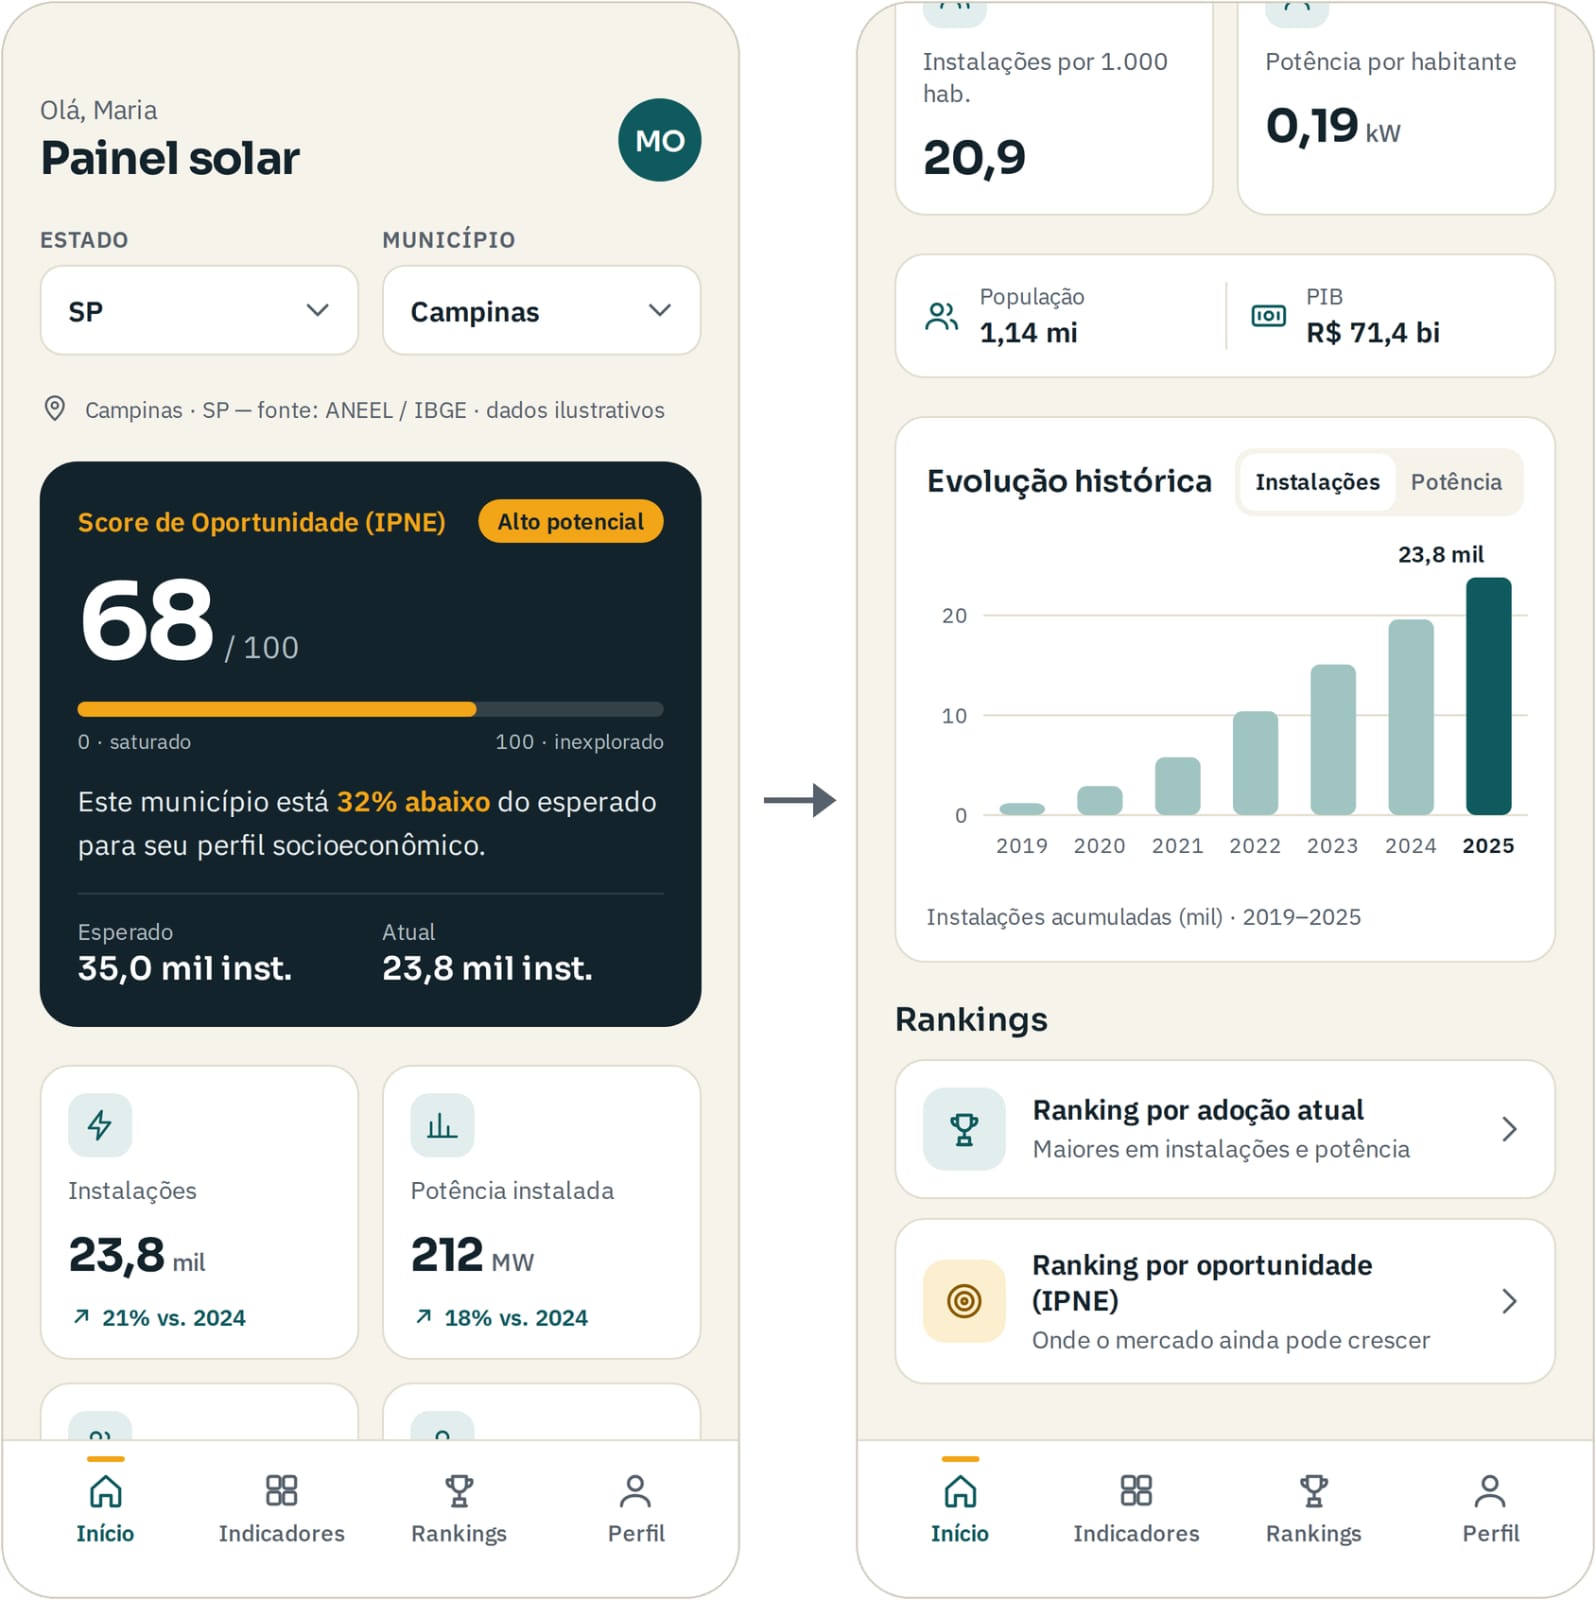 Olá, Maria
Painel solar
MO
ESTADO
MUNICÍPIO
SP
Campinas
Campinas · SP — fonte: ANEEL / IBGE · dados ilustrativos
Score de Oportunidade (IPNE)
Alto potencial
68 / 100
0 · saturado
100 · inexplorado
Este município está 32% abaixo do esperado
para seu perfil socioeconômico.
Esperado
35,0 mil inst.
Atual
23,8 mil inst.
Instalações
23,8 mil
21% vs. 2024
Potência instalada
212 MW
18% vs. 2024
Início
Indicadores
Rankings
Perfil
Instalações por 1.000
hab.
20,9
Potência por habitante
0,19 kW
População
1,14 mi
PIB
R$ 71,4 bi
Evolução histórica
Instalações
Potência
23,8 mil
20
10
0
2019
2020
2021
2022
2023
2024
2025
Instalações acumuladas (mil) · 2019–2025
Rankings
Ranking por adoção atual
Maiores em instalações e potência
Ranking por oportunidade
(IPNE)
Onde o mercado ainda pode crescer
Início
Indicadores
Rankings
Perfil